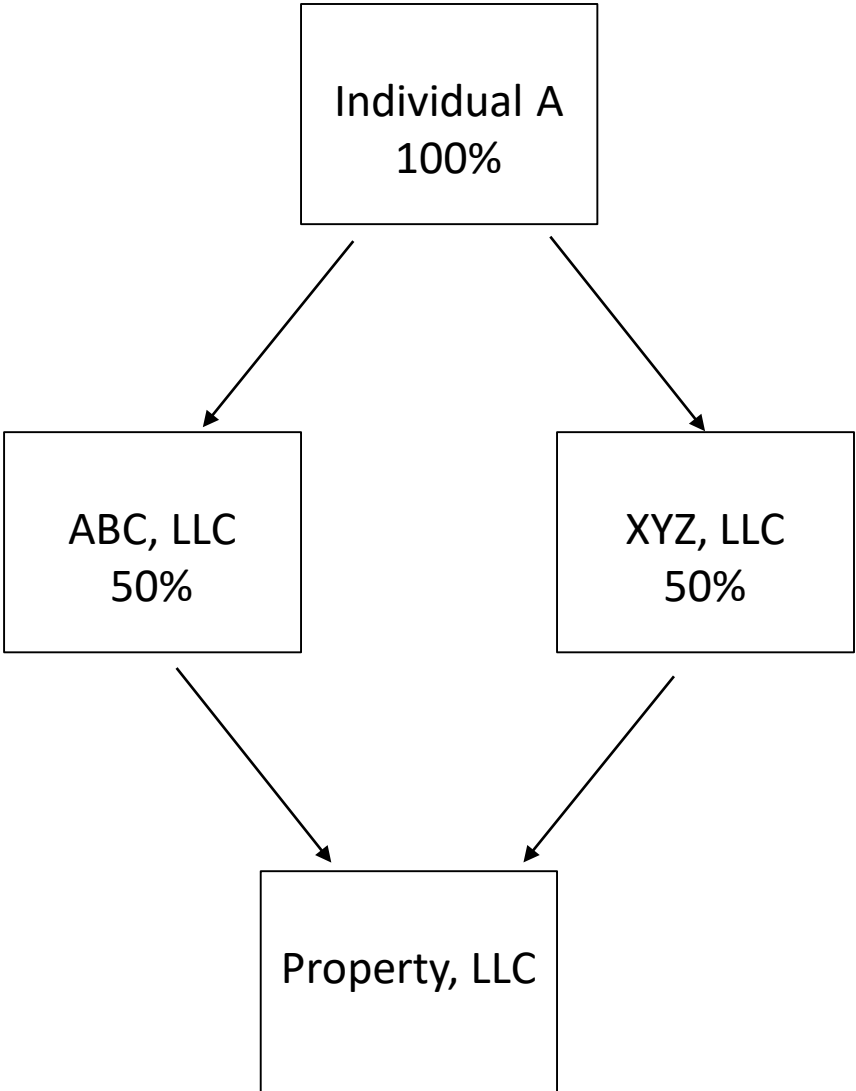 Individual A
100%
ABC, LLC
50%
XYZ, LLC
50%
Property, LLC